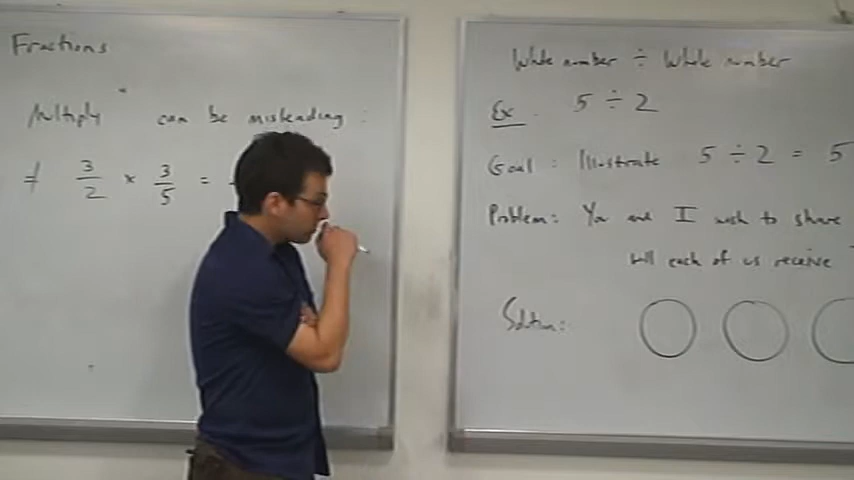 Fractions
Multiply " can be misleading :
≠ 3/2 × 3/5 =
Whole number ÷ Whole number
Ex. 5 ÷ 2
Goal : Illustrate 5 ÷ 2 = 5
Problem: You and I wish to share
will each of us receive
Solution: